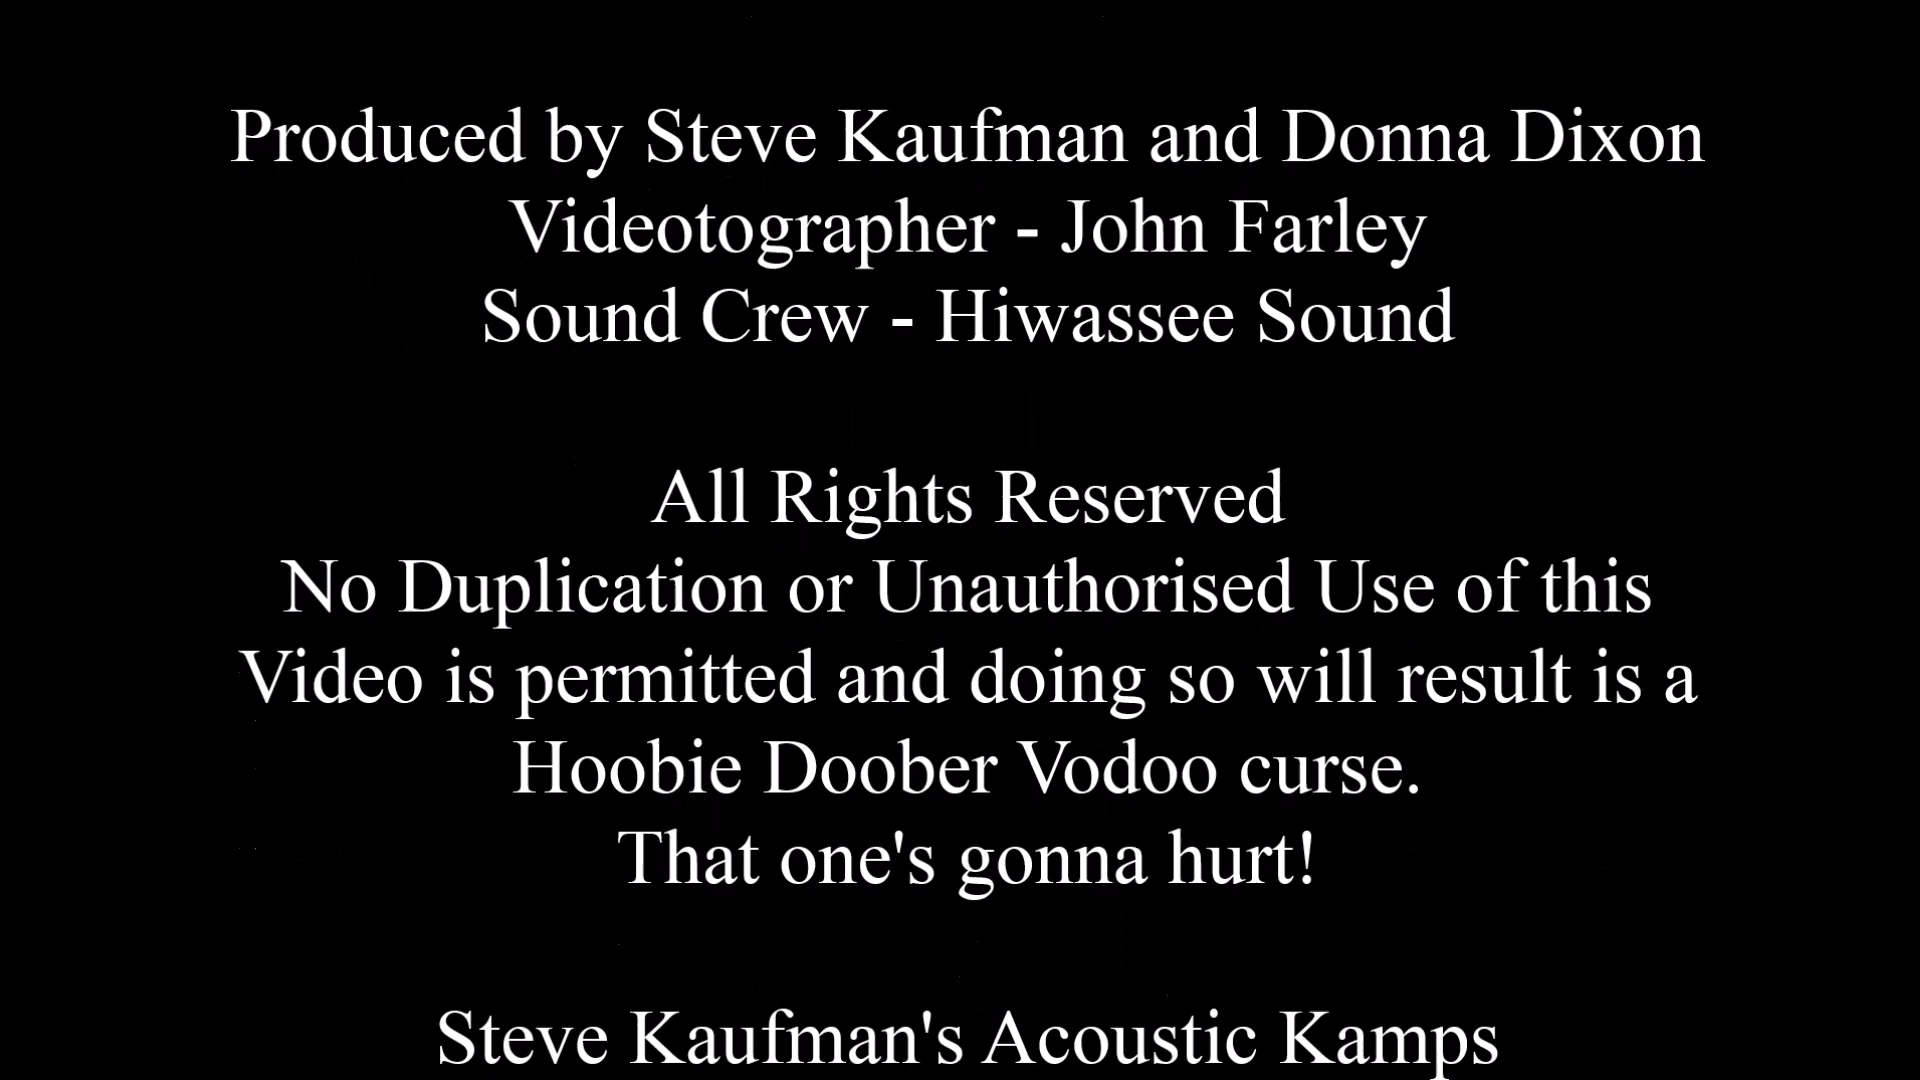 Produced by Steve Kaufman and Donna Dixon
Videotographer - John Farley
Sound Crew - Hiwassee Sound
All Rights Reserved
No Duplication or Unauthorised Use of this
Video is permitted and doing so will result is a
Hoobie Doober Vodoo curse.
That one's gonna hurt!
Steve Kaufman's Acoustic Kamps